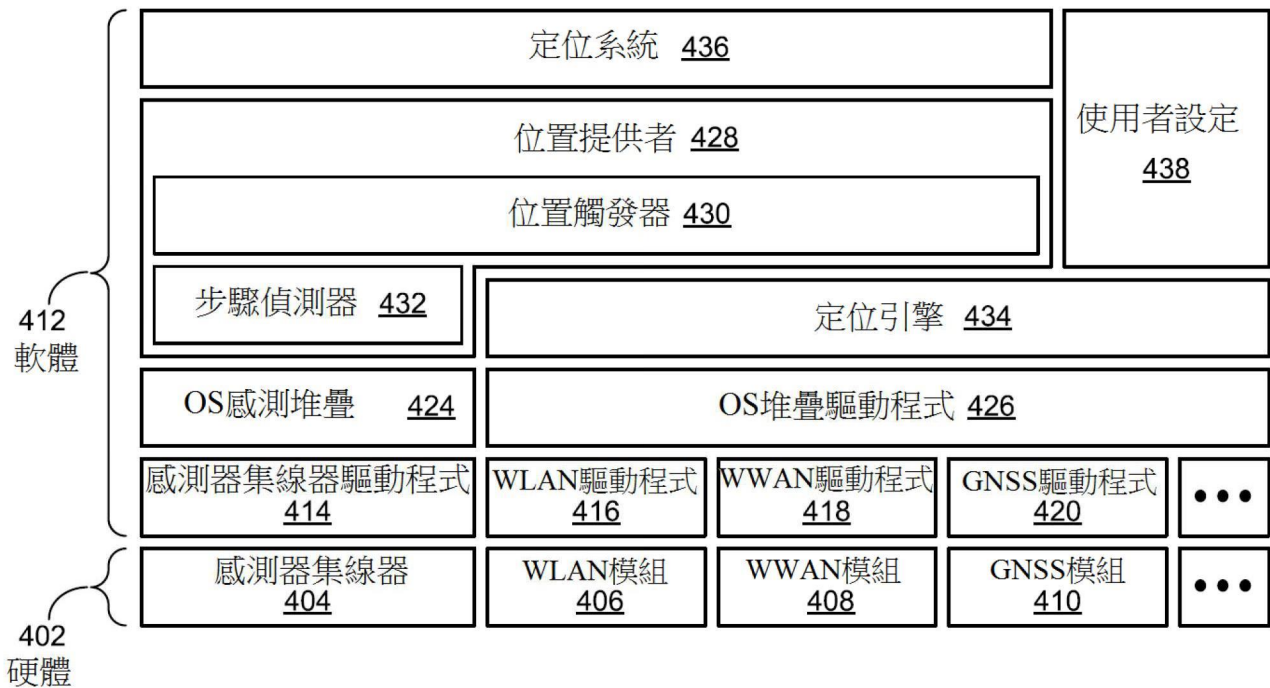 定位系統 436
位置提供者 428
使用者設定
438
位置觸發器 430
步驟偵測器 432
定位引擎 434
412
軟體
OS感測堆疊 424
OS堆疊驅動程式 426
感測器集線器驅動程式
414
WLAN驅動程式
416
WWAN驅動程式
418
GNSS驅動程式
420
•••
感測器集線器
404
WLAN模組
406
WWAN模組
408
GNSS模組
410
•••
402
硬體